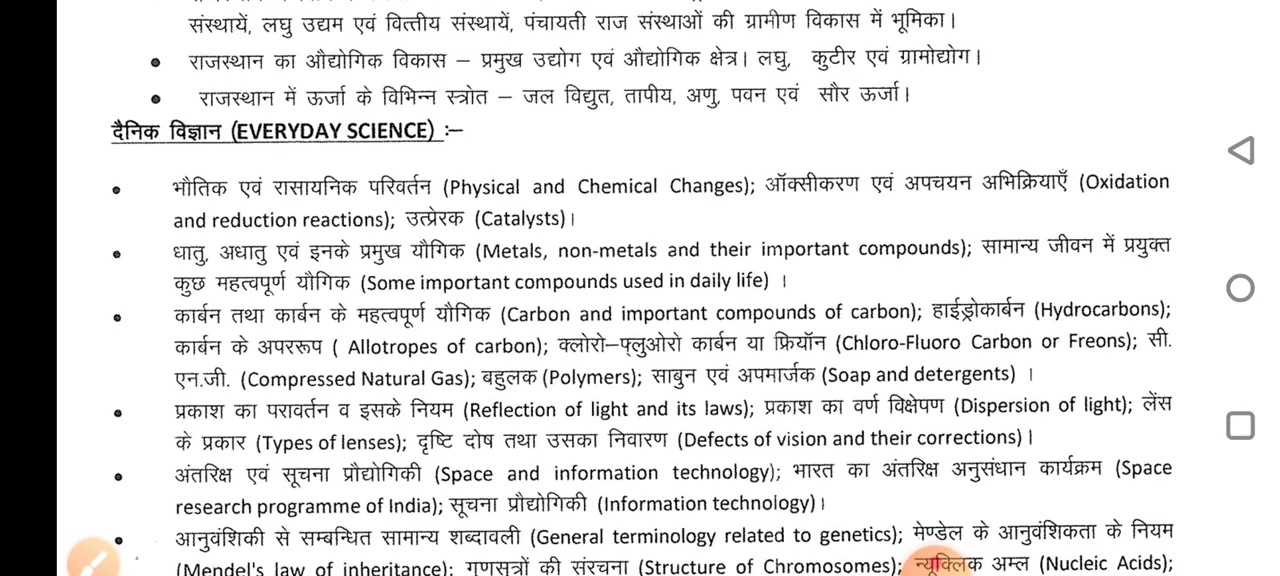 संस्थायें, लघु उद्यम एवं वित्तीय संस्थायें, पंचायती राज संस्थाओं की ग्रामीण विकास में भूमिका।
• राजस्थान का औद्योगिक विकास – प्रमुख उद्योग एवं औद्योगिक क्षेत्र। लघु, कुटीर एवं ग्रामोद्योग।
• राजस्थान में ऊर्जा के विभिन्न स्त्रोत – जल विद्युत, तापीय, अणु, पवन एवं सौर ऊर्जा।
दैनिक विज्ञान (EVERYDAY SCIENCE) :–
• भौतिक एवं रासायनिक परिवर्तन (Physical and Chemical Changes); ऑक्सीकरण एवं अपचयन अभिक्रियाएँ (Oxidation
and reduction reactions); उत्प्रेरक (Catalysts)।
• धातु, अधातु एवं इनके प्रमुख यौगिक (Metals, non-metals and their important compounds); सामान्य जीवन में प्रयुक्त
कुछ महत्वपूर्ण यौगिक (Some important compounds used in daily life) ।
• कार्बन तथा कार्बन के महत्वपूर्ण यौगिक (Carbon and important compounds of carbon); हाईड्रोकार्बन (Hydrocarbons);
कार्बन के अपररूप ( Allotropes of carbon); क्लोरो–फ्लुओरो कार्बन या फ्रियॉन (Chloro-Fluoro Carbon or Freons); सी.
एन.जी. (Compressed Natural Gas); बहुलक (Polymers); साबुन एवं अपमार्जक (Soap and detergents) ।
• प्रकाश का परावर्तन व इसके नियम (Reflection of light and its laws); प्रकाश का वर्ण विक्षेपण (Dispersion of light); लेंस
के प्रकार (Types of lenses); दृष्टि दोष तथा उसका निवारण (Defects of vision and their corrections)।
• अंतरिक्ष एवं सूचना प्रौद्योगिकी (Space and information technology); भारत का अंतरिक्ष अनुसंधान कार्यक्रम (Space
research programme of India); सूचना प्रौद्योगिकी (Information technology)।
• आनुवंशिकी से सम्बन्धित सामान्य शब्दावली (General terminology related to genetics); मेण्डेल के आनुवंशिकता के नियम
(Mendel's law of inheritance); गुणसूत्रों की संरचना (Structure of Chromosomes); न्यूक्लिक अम्ल (Nucleic Acids);